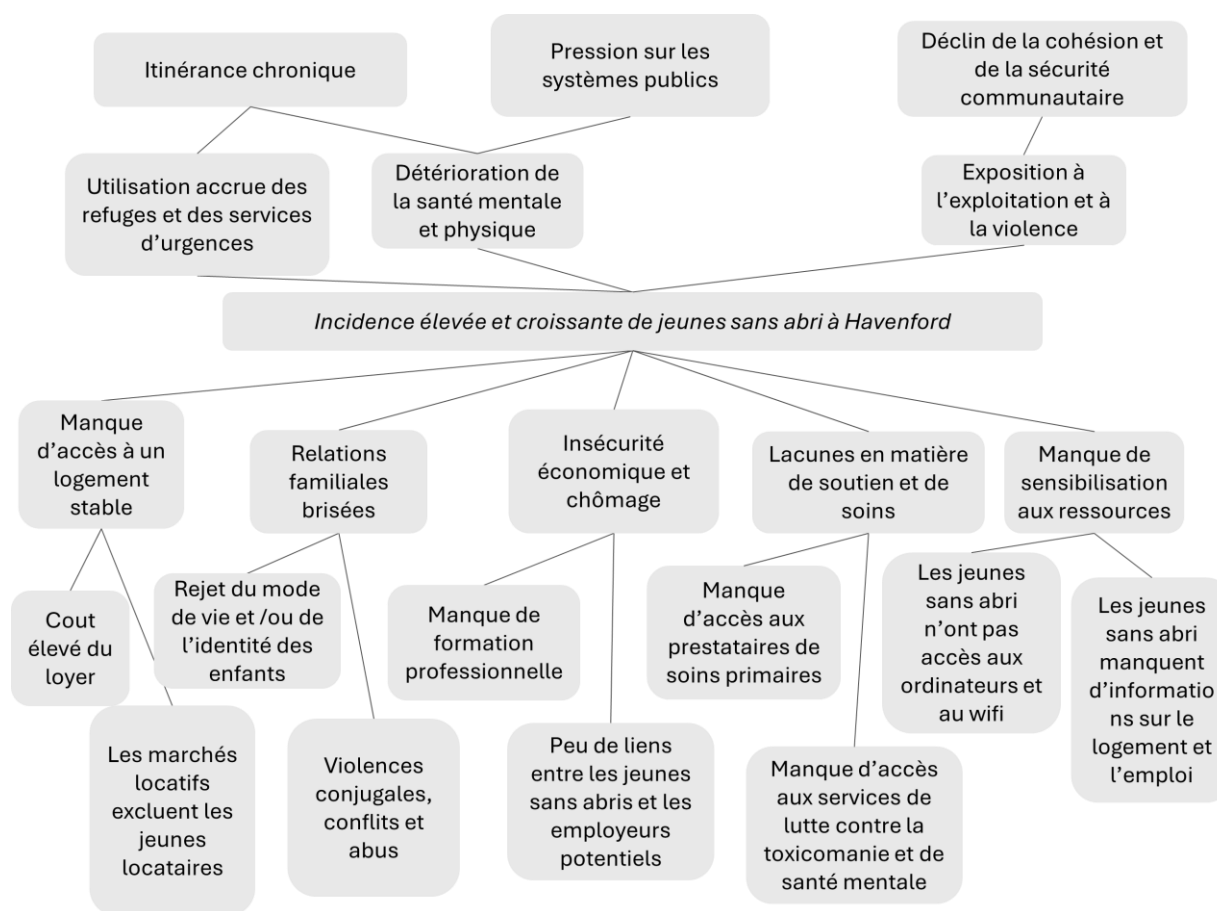 Itinérance chronique
Pression sur les
systèmes publics
Déclin de la cohésion et
de la sécurité
communautaire
Utilisation accrue des
refuges et des services
d’urgences
Détérioration de
la santé mentale
et physique
Exposition à
l’exploitation et à
la violence
Incidence élevée et croissante de jeunes sans abri à Havenford
Manque
d’accès à un
logement
stable
Relations
familiales
brisées
Insécurité
économique et
chômage
Lacunes en matière
de soutien et de
soins
Manque de
sensibilisation
aux ressources
Cout
élevé du
loyer
Rejet du mode
de vie et /ou de
l’identité des
enfants
Manque de
formation
professionnelle
Manque
d’accès aux
prestataires de
soins primaires
Les jeunes
sans abri
n’ont pas
accès aux
ordinateurs et
au wifi
Les jeunes
sans abri
manquent
d’informatio
ns sur le
logement et
l’emploi
Les marchés
locatifs
excluent les
jeunes
locataires
Violences
conjugales,
conflits et
abus
Peu de liens
entre les jeunes
sans abris et les
employeurs
potentiels
Manque d’accès
aux services de
lutte contre la
toxicomanie et de
santé mentale